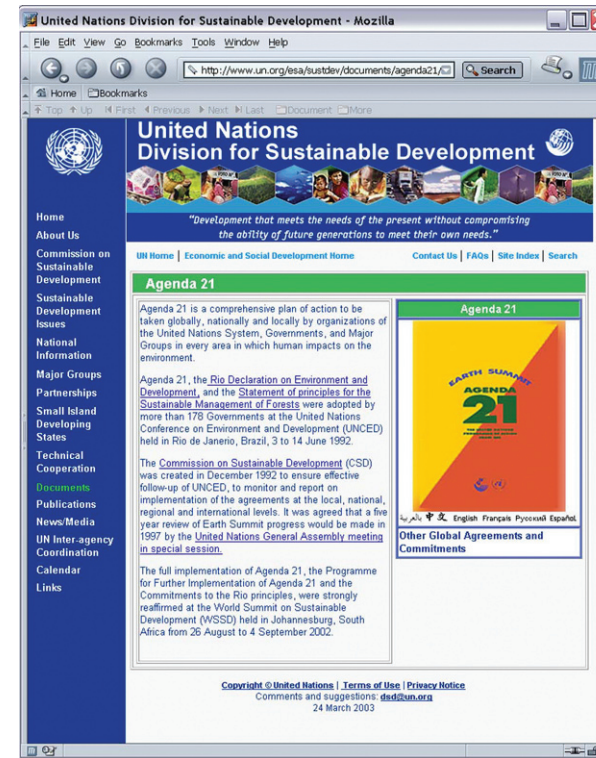 United Nations Division for Sustainable Development - Mozilla
File Edit View Go Bookmarks Tools Window Help
http://www.un.org/esa/sustdev/documents/agenda21/ Search
Home Bookmarks
Top Up First Previous Next Last Document More
United Nations
Division for Sustainable Development
"Development that meets the needs of the present without compromising
the ability of future generations to meet their own needs."
UN Home | Economic and Social Development Home Contact Us | FAQs | Site Index | Search
Home
About Us
Commission on
Sustainable
Development
Sustainable
Development
Issues
National
Information
Major Groups
Partnerships
Small Island
Developing
States
Technical
Cooperation
Documents
Publications
News/Media
UN Inter-agency
Coordination
Calendar
Links
Agenda 21
Agenda 21 is a comprehensive plan of action to be
taken globally, nationally and locally by organizations of
the United Nations System, Governments, and Major
Groups in every area in which human impacts on the
environment.
Agenda 21, the Rio Declaration on Environment and
Development, and the Statement of principles for the
Sustainable Management of Forests were adopted by
more than 178 Governments at the United Nations
Conference on Environment and Development (UNCED)
held in Rio de Janerio, Brazil, 3 to 14 June 1992.
The Commission on Sustainable Development (CSD)
was created in December 1992 to ensure effective
follow-up of UNCED, to monitor and report on
implementation of the agreements at the local, national,
regional and international levels. It was agreed that a five
year review of Earth Summit progress would be made in
1997 by the United Nations General Assembly meeting
in special session.
The full implementation of Agenda 21, the Programme
for Further Implementation of Agenda 21 and the
Commitments to the Rio principles, were strongly
reaffirmed at the World Summit on Sustainable
Development (WSSD) held in Johannesburg, South
Africa from 26 August to 4 September 2002.
Agenda 21
EARTH SUMMIT
AGENDA
21
بالعربية 中文 English Français Русский Español
Other Global Agreements and
Commitments
Copyright © United Nations | Terms of Use | Privacy Notice
Comments and suggestions: dsd@un.org
24 March 2003